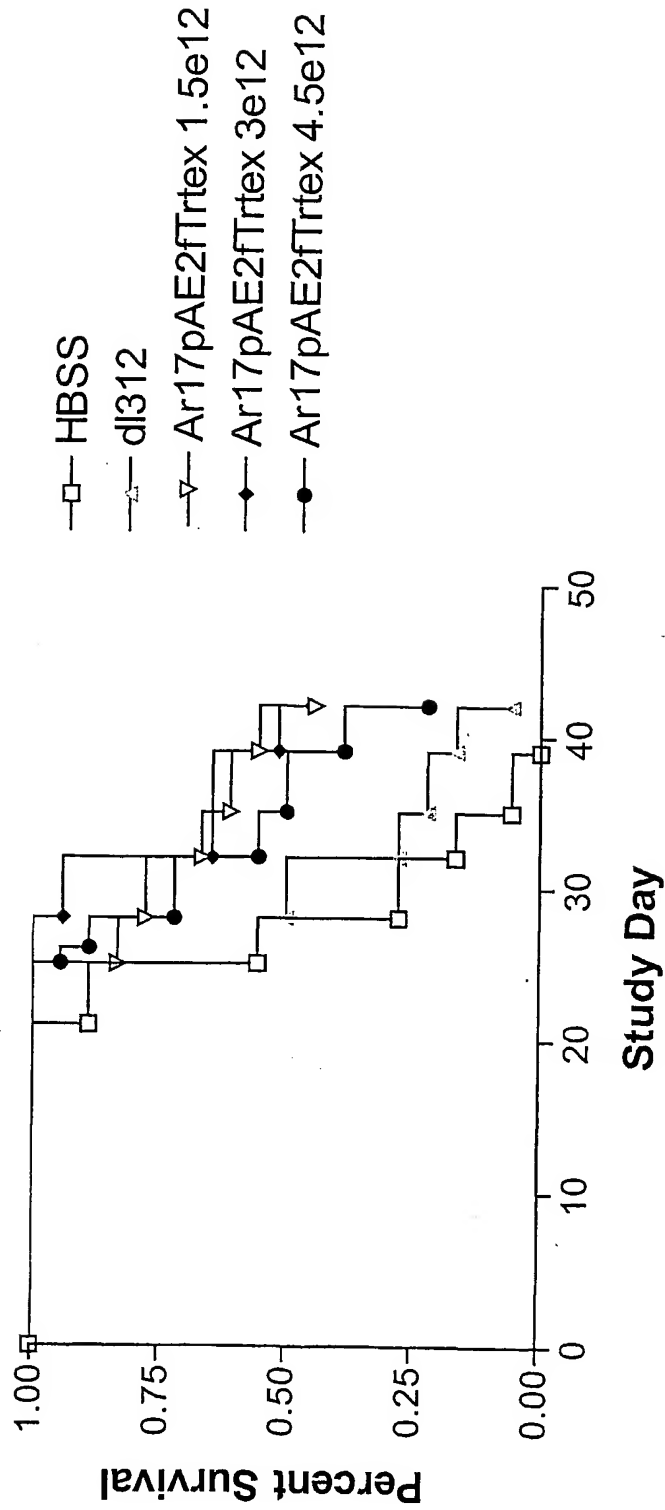 Percent Survival
1.00
0.75
0.50
0.25
0.00
0
10
20
30
40
50
Study Day
HBSS
dl312
Ar17pAE2fTrtex 1.5e12
Ar17pAE2fTrtex 3e12
Ar17pAE2fTrtex 4.5e12